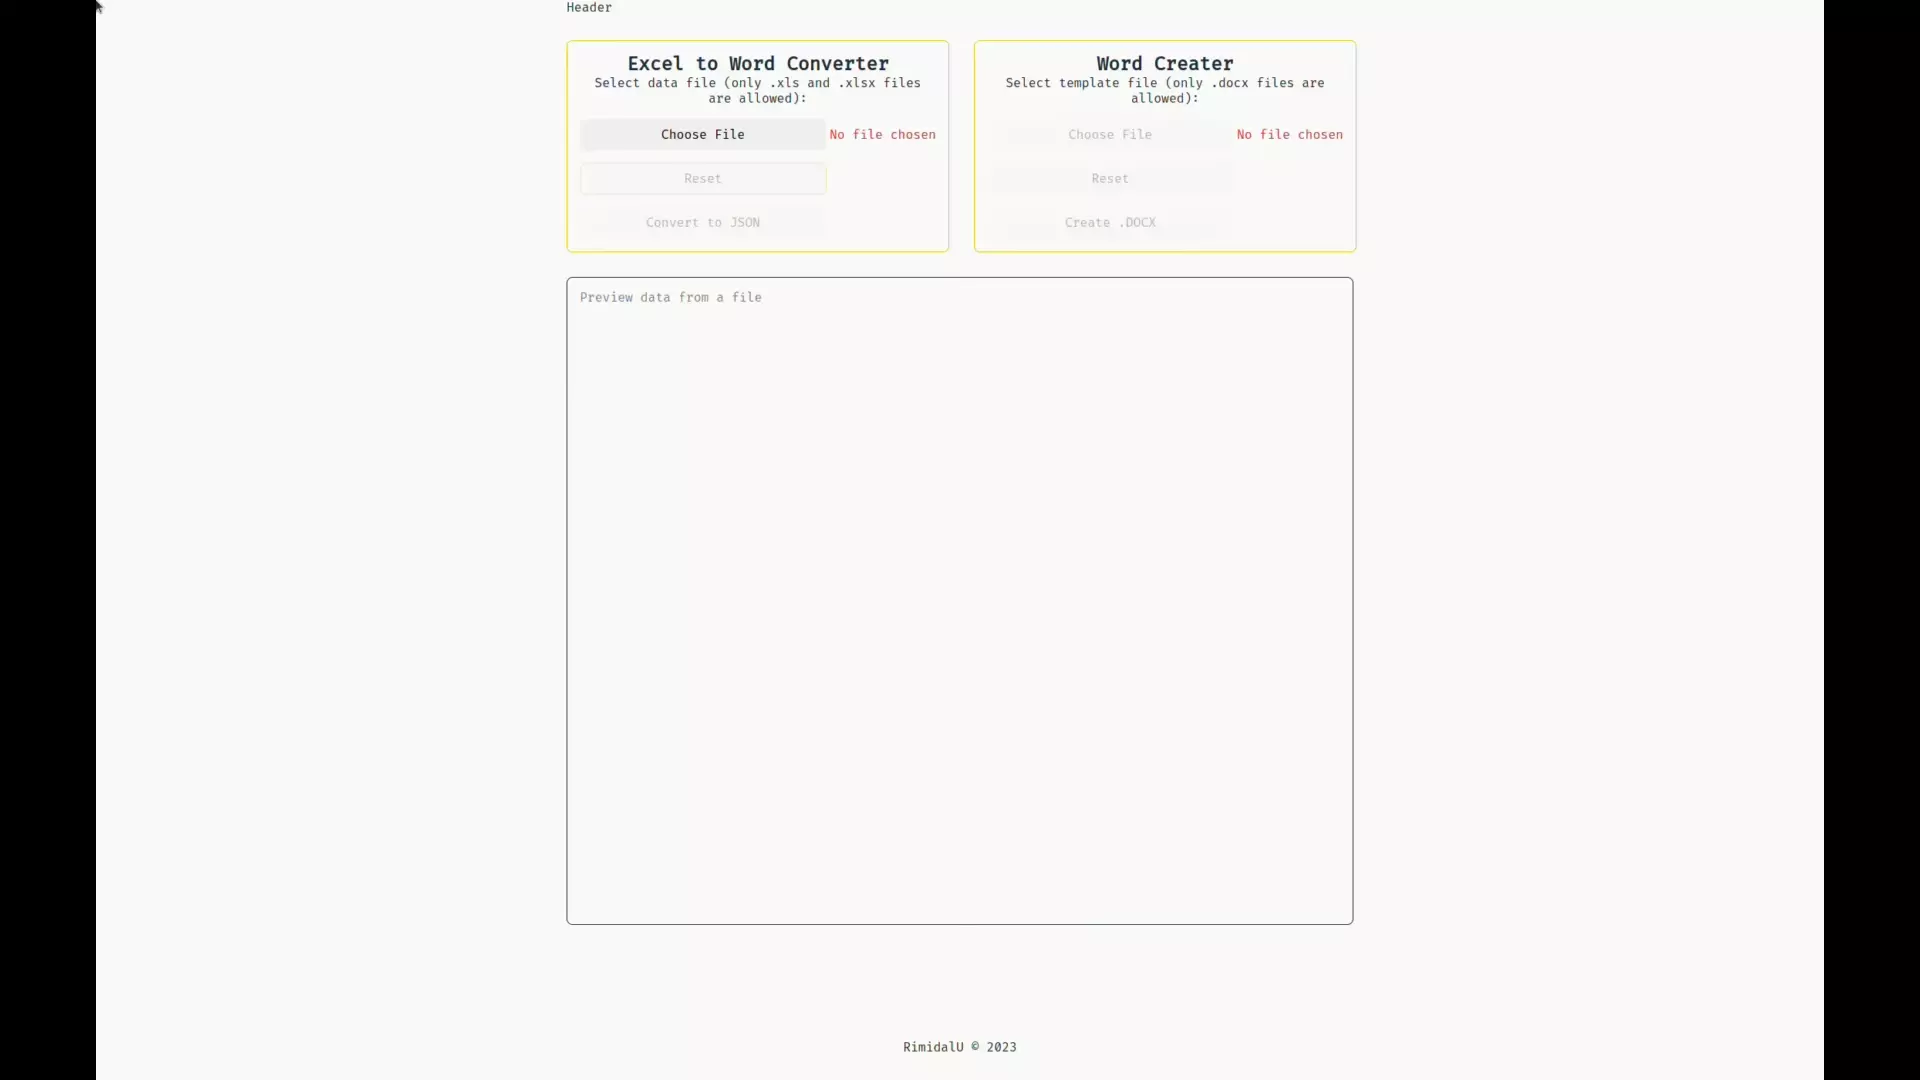 Header
Excel to Word Converter
Select data file (only .xls and .xlsx files
are allowed):
Choose File No file chosen
Reset
Convert to JSON
Word Creater
Select template file (only .docx files are
allowed):
Choose File No file chosen
Reset
Create .DOCX
Preview data from a file
RimidalU © 2023